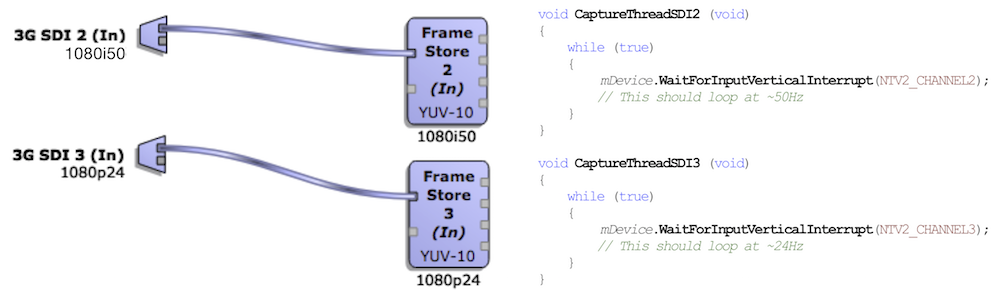 3G SDI 2 (In)
1080i50
Frame
Store
2
(In)
YUV-10
1080i50
3G SDI 3 (In)
1080p24
Frame
Store
3
(In)
YUV-10
1080p24
void CaptureThreadSDI2 (void)
{
while (true)
{
mDevice.WaitForInputVerticalInterrupt(NTV2_CHANNEL2);
// This should loop at ~50Hz
}
}
void CaptureThreadSDI3 (void)
{
while (true)
{
mDevice.WaitForInputVerticalInterrupt(NTV2_CHANNEL3);
// This should loop at ~24Hz
}
}